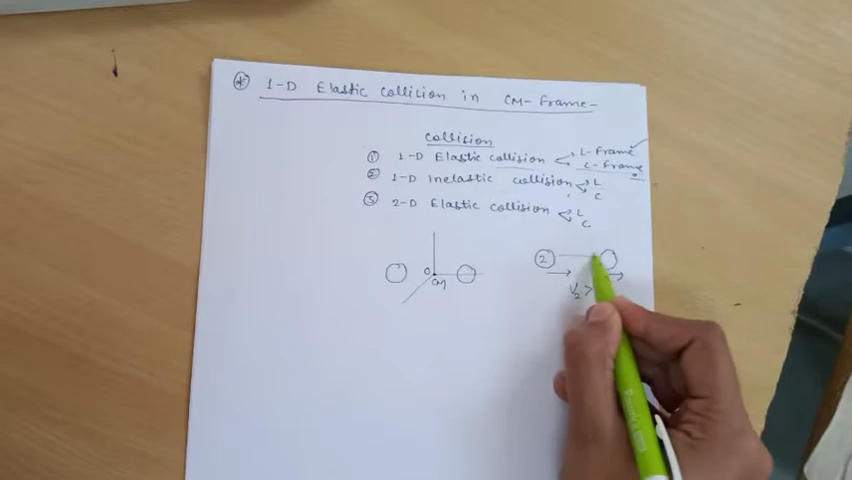 * 1-D Elastic Collision in CM-Frame-
Collision
① 1-D Elastic collision < L-Frame
C-Frame
② 1-D Inelastic collision < L
C
③ 2-D Elastic collision < L
C
2
O
CM
V₂ >